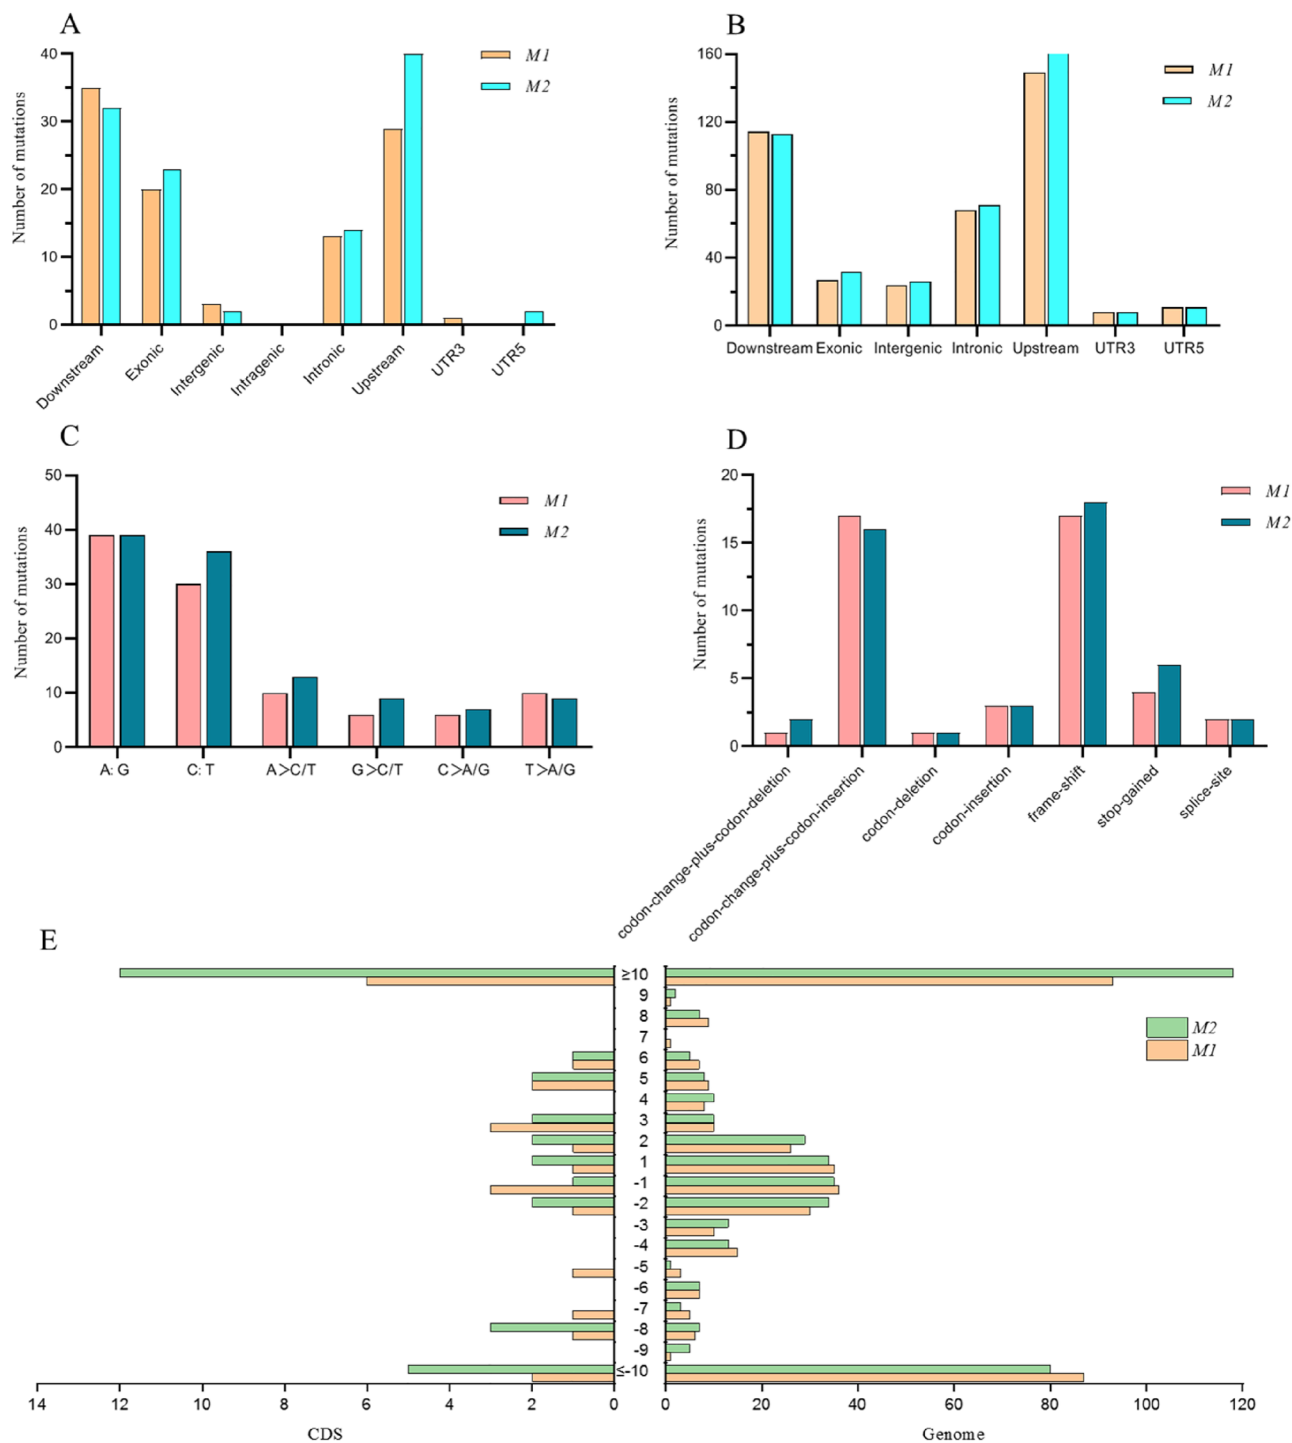 A
Number of mutations
40
30
20
10
0
M1
M2
Downstream
Exonic
Intergenic
Intragenic
Intronic
Upstream
UTR3
UTR5
B
Number of mutations
160
120
80
40
0
M1
M2
Downstream Exonic Intergenic Intronic Upstream UTR3 UTR5
C
Number of mutations
50
40
30
20
10
0
M1
M2
A: G C: T A>C/T G>C/T C>A/G T>A/G
D
Number of mutations
20
15
10
5
0
M1
M2
codon-change-plus-codon-deletion
codon-change-plus-codon-insertion
codon-deletion
codon-insertion
frame-shift
stop-gained
splice-site
E
≥10
9
8
7
6
5
4
3
2
1
-1
-2
-3
-4
-5
-6
-7
-8
-9
≤-10
M2
M1
14 12 10 8 6 4 2 0
CDS
0 20 40 60 80 100 120
Genome